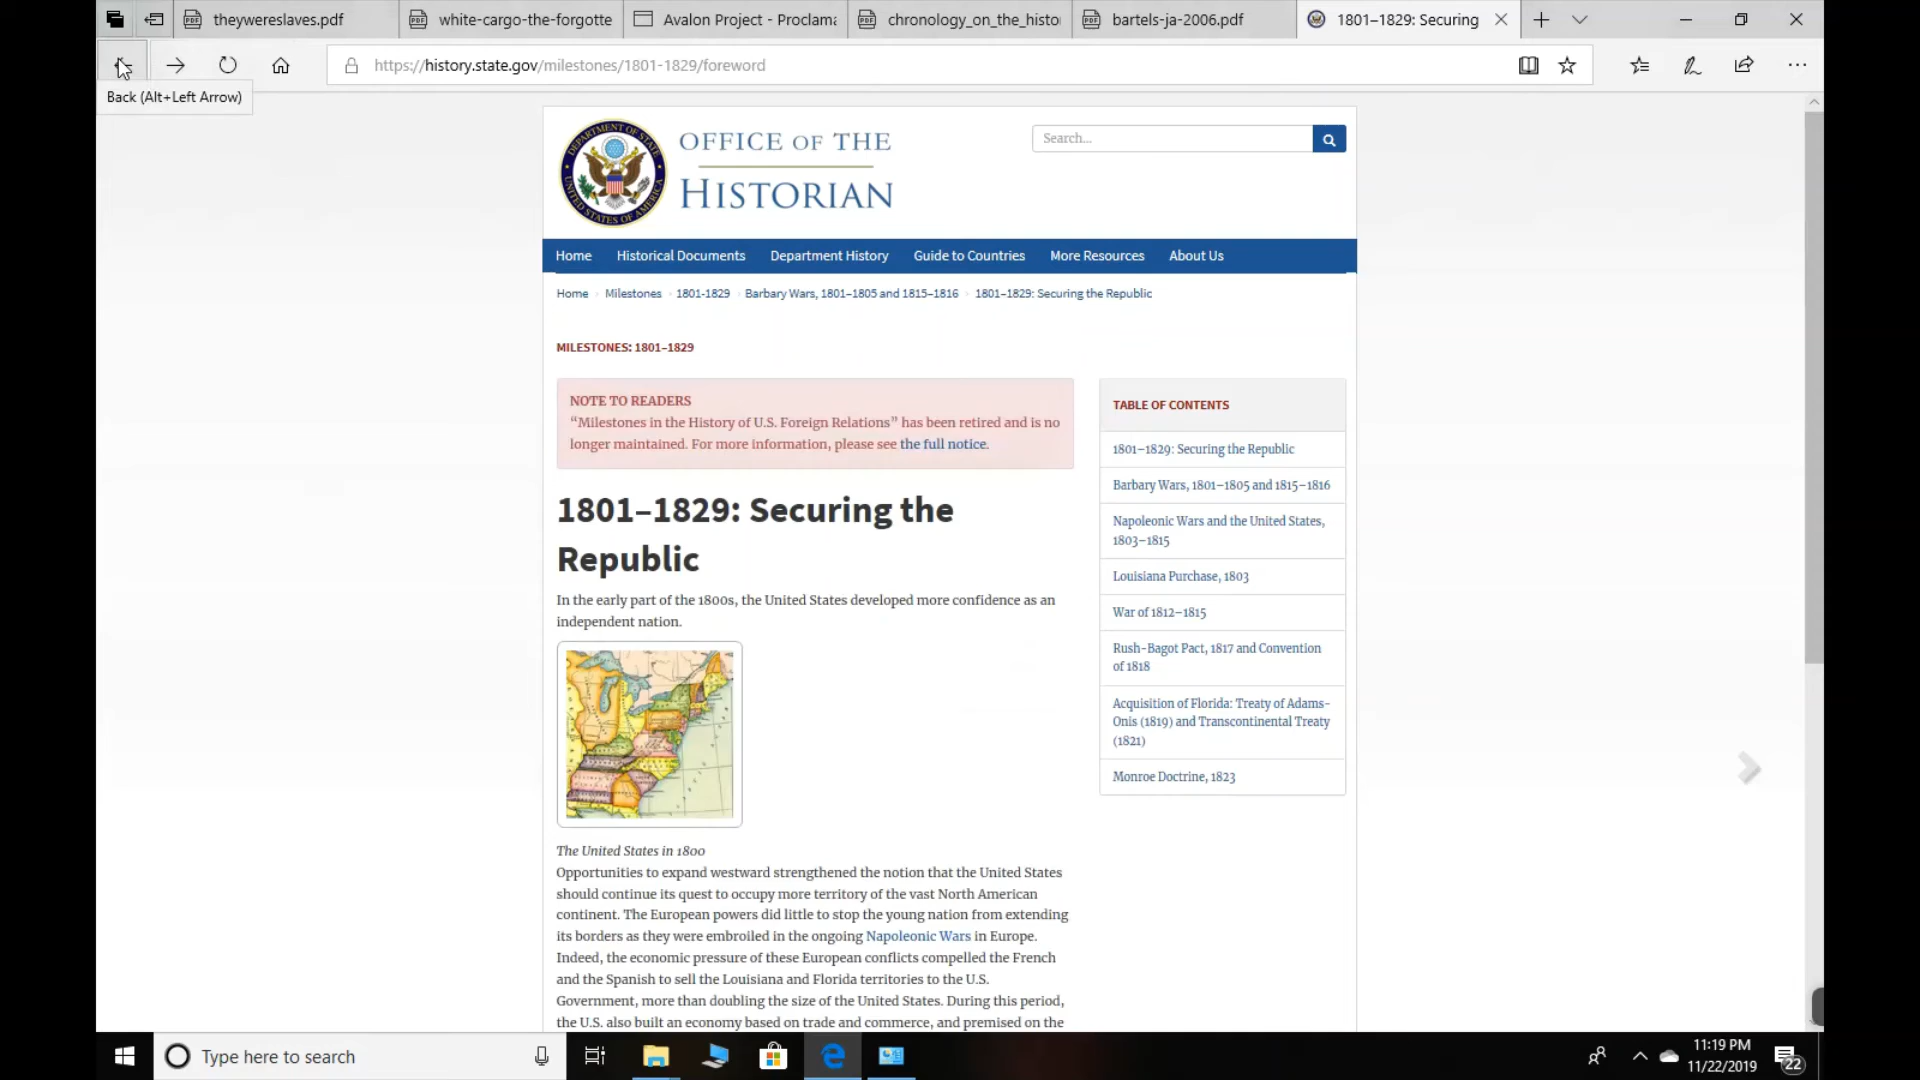 theywereslaves.pdf
white-cargo-the-forgotte
Avalon Project - Proclama
chronology_on_the_histo
bartels-ja-2006.pdf
1801–1829: Securing
https://history.state.gov/milestones/1801-1829/foreword
Back (Alt+Left Arrow)
OFFICE OF THE
HISTORIAN
DEPARTMENT OF STATE
UNITED STATES OF AMERICA
Search...
Home
Historical Documents
Department History
Guide to Countries
More Resources
About Us
Home
Milestones
1801-1829
Barbary Wars, 1801–1805 and 1815–1816
1801–1829: Securing the Republic
MILESTONES: 1801–1829
NOTE TO READERS
“Milestones in the History of U.S. Foreign Relations” has been retired and is no
longer maintained. For more information, please see the full notice.
1801–1829: Securing the
Republic
In the early part of the 1800s, the United States developed more confidence as an
independent nation.
The United States in 1800
Opportunities to expand westward strengthened the notion that the United States
should continue its quest to occupy more territory of the vast North American
continent. The European powers did little to stop the young nation from extending
its borders as they were embroiled in the ongoing Napoleonic Wars in Europe.
Indeed, the economic pressure of these European conflicts compelled the French
and the Spanish to sell the Louisiana and Florida territories to the U.S.
Government, more than doubling the size of the United States. During this period,
the U.S. also built an economy based on trade and commerce, and premised on the
TABLE OF CONTENTS
1801–1829: Securing the Republic
Barbary Wars, 1801–1805 and 1815–1816
Napoleonic Wars and the United States,
1803–1815
Louisiana Purchase, 1803
War of 1812–1815
Rush-Bagot Pact, 1817 and Convention
of 1818
Acquisition of Florida: Treaty of Adams-
Onis (1819) and Transcontinental Treaty
(1821)
Monroe Doctrine, 1823
Type here to search
11:19 PM
11/22/2019
22